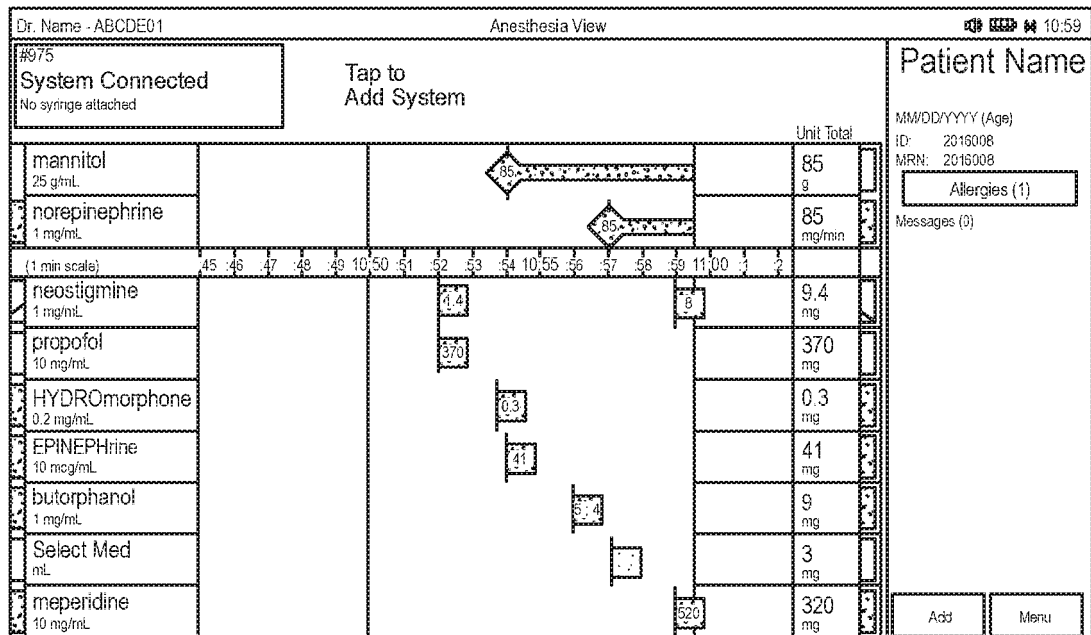 Dr. Name - ABCDE01
Anesthesia View
10:59
#975
System Connected
No syringe attached
Tap to
Add System
Unit Total
Patient Name
MM/DD/YYYY (Age)
ID: 2016008
MRN: 2016008
Allergies (1)
Messages (0)
mannitol
25 g/mL
85
85
g
norepinephrine
1 mg/mL
85
85
mg/min
(1 min scale) :45 :46 :47 :48 :49 10:50 :51 :52 :53 :54 10:55 :56 :57 :58 :59 11:00 :1 :2
neostigmine
1 mg/mL
8
9.4
mg
propofol
10 mg/mL
370
370
mg
HYDROmorphone
0.2 mg/mL
0.3
0.3
mg
EPINEPHrine
10 mcg/mL
41
41
mg
butorphanol
1 mg/mL
9
mg
Select Med
mL
3
mg
meperidine
10 mg/mL
520
320
mg
Add
Menu